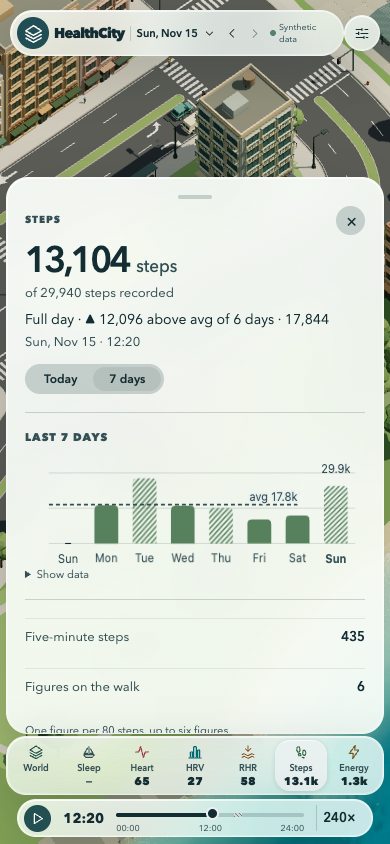 HealthCity
Sun, Nov 15
Synthetic
data
STEPS
13,104 steps
of 29,940 steps recorded
Full day · ▲ 12,096 above avg of 6 days · 17,844
Sun, Nov 15 · 12:20
Today
7 days
LAST 7 DAYS
29.9k
avg 17.8k
Sun Mon Tue Wed Thu Fri Sat Sun
Show data
Five-minute steps 435
Figures on the walk 6
One figure per 80 steps, up to six figures
World Sleep Heart HRV RHR Steps Energy
– 65 27 58 13.1k 1.3k
12:20
240×
00:00 12:00 24:00